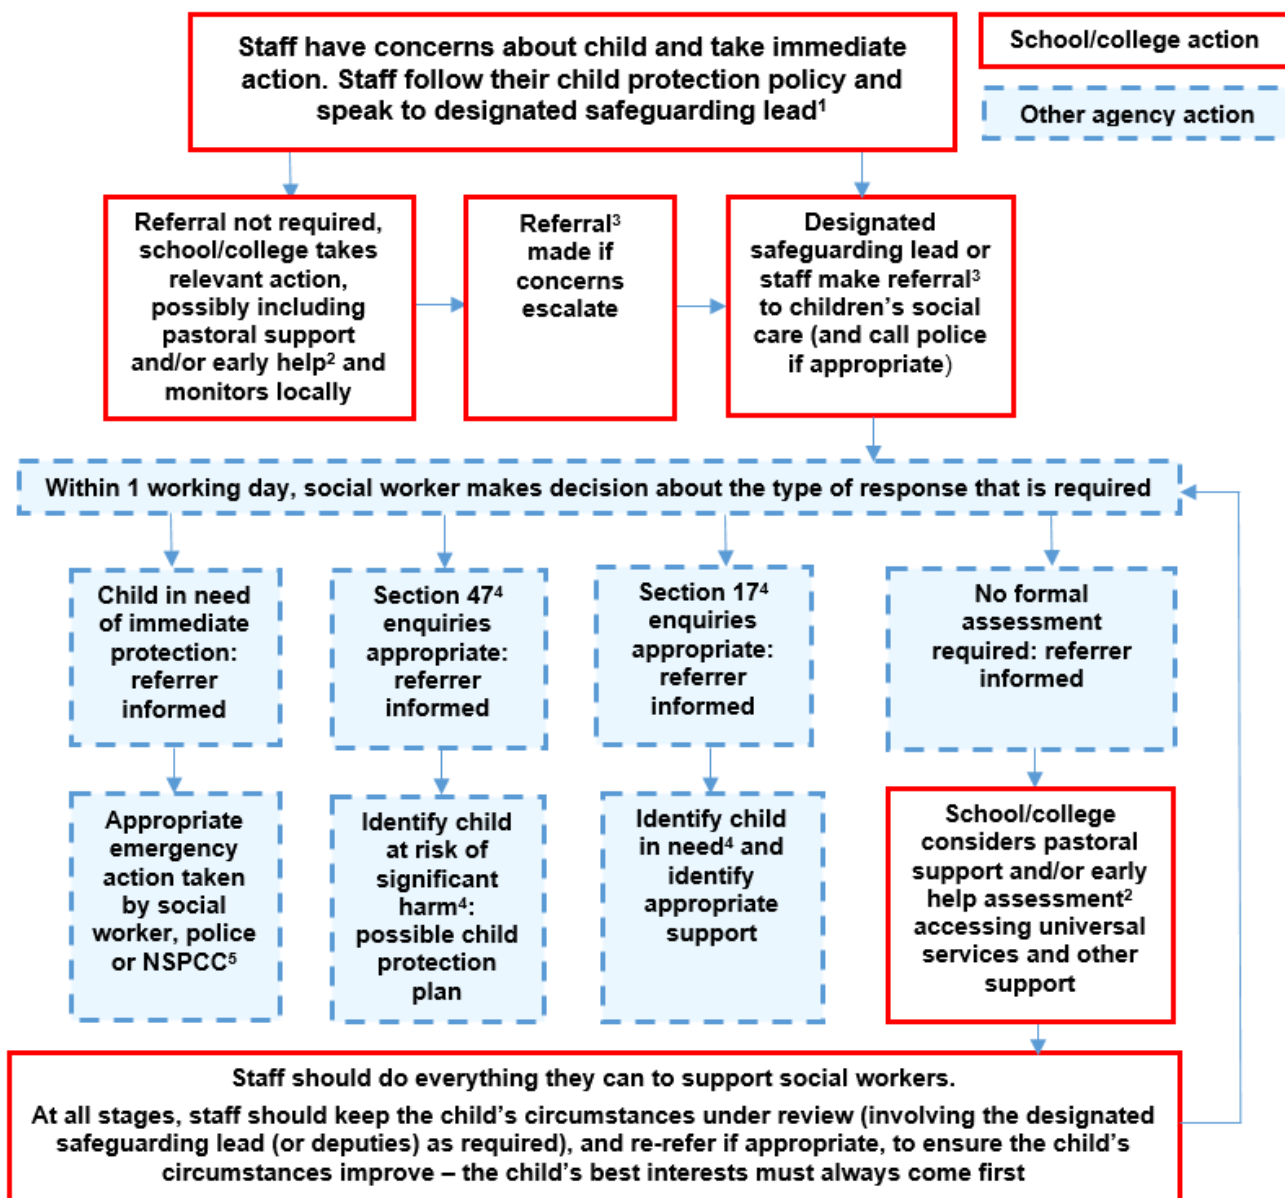 Staff have concerns about child and take immediate
action. Staff follow their child protection policy and
speak to designated safeguarding lead¹
School/college action
Other agency action
Referral not required,
school/college takes
relevant action,
possibly including
pastoral support
and/or early help² and
monitors locally
Referral³
made if
concerns
escalate
Designated
safeguarding lead or
staff make referral³
to children’s social
care (and call police
if appropriate)
Within 1 working day, social worker makes decision about the type of response that is required
Child in need
of immediate
protection:
referrer
informed
Section 47⁴
enquiries
appropriate:
referrer
informed
Section 17⁴
enquiries
appropriate:
referrer
informed
No formal
assessment
required: referrer
informed
Appropriate
emergency
action taken
by social
worker, police
or NSPCC⁵
Identify child
at risk of
significant
harm⁴:
possible child
protection
plan
Identify child
in need⁴ and
identify
appropriate
support
School/college
considers pastoral
support and/or early
help assessment²
accessing universal
services and other
support
Staff should do everything they can to support social workers.
At all stages, staff should keep the child’s circumstances under review (involving the designated
safeguarding lead (or deputies) as required), and re-refer if appropriate, to ensure the child’s
circumstances improve – the child’s best interests must always come first